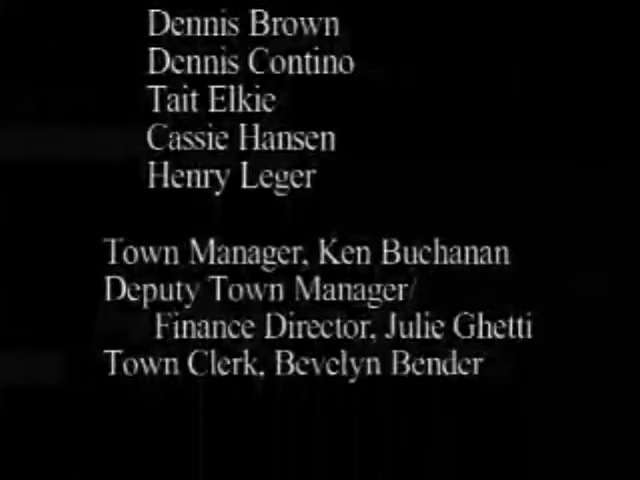 Dennis Brown
Dennis Contino
Tait Elkie
Cassie Hansen
Henry Leger
Town Manager, Ken Buchanan
Deputy Town Manager/
Finance Director, Julie Ghetti
Town Clerk, Bevelyn Bender